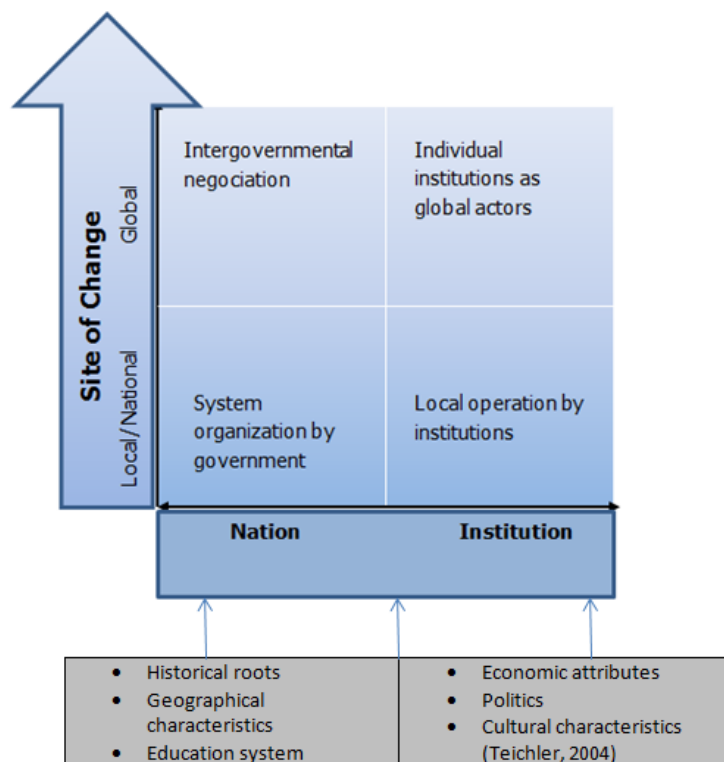 Site of Change
Global
Local/National
Intergovernmental
negociation
Individual
institutions as
global actors
System
organization by
government
Local operation by
institutions
Nation
Institution
• Historical roots
• Geographical
characteristics
• Education system
• Economic attributes
• Politics
• Cultural characteristics
(Teichler, 2004)